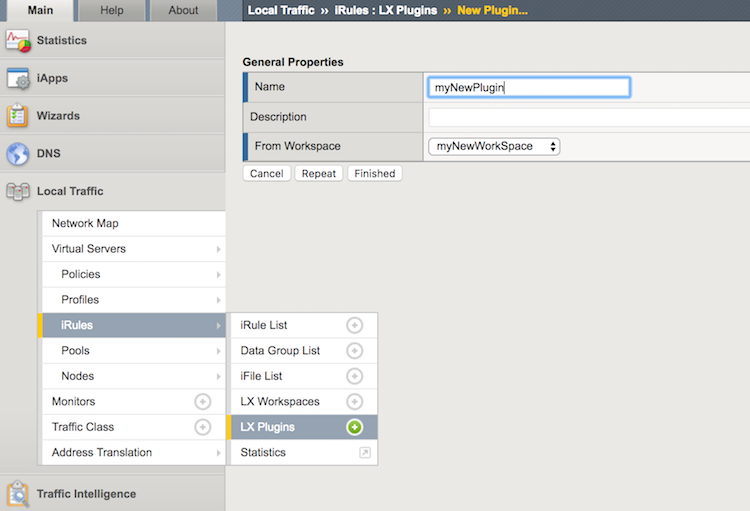 Main
Help
About
Local Traffic ›› iRules : LX Plugins ›› New Plugin...
Statistics
iApps
Wizards
DNS
Local Traffic
Network Map
Virtual Servers
Policies
Profiles
iRules
Pools
Nodes
Monitors
Traffic Class
Address Translation
Traffic Intelligence
iRule List
Data Group List
iFile List
LX Workspaces
LX Plugins
Statistics
General Properties
Name myNewPlugin
Description
From Workspace myNewWorkSpace
Cancel Repeat Finished